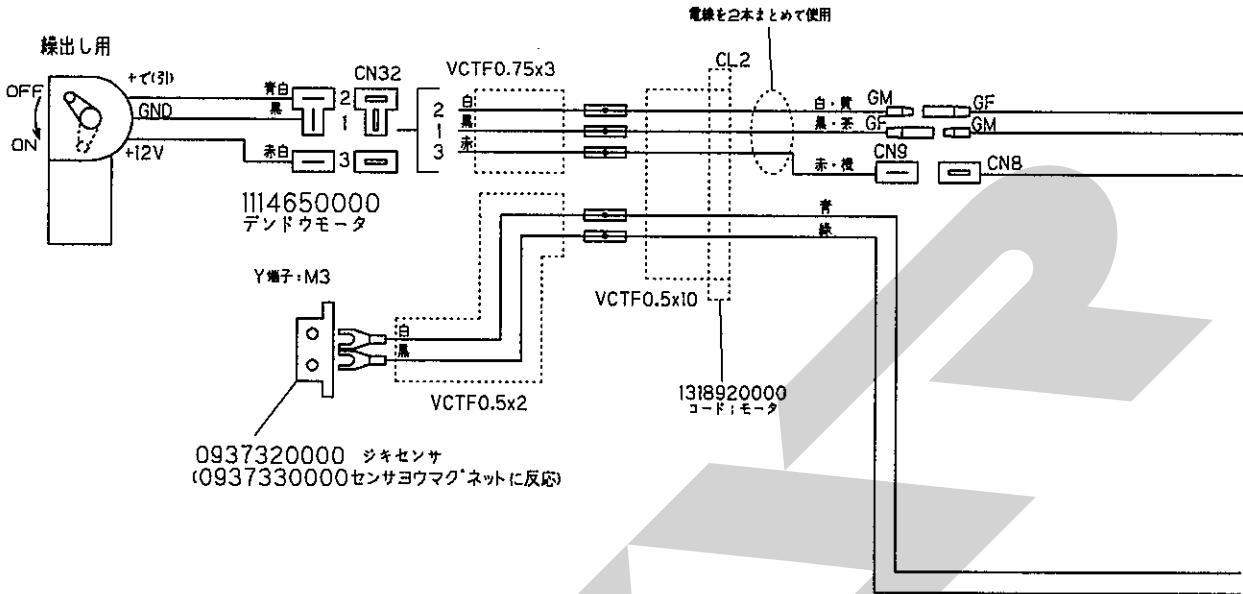 電線を2本まとめて使用
繰出し用
+で(引)
OFF
ON
GND
+12V
青白
黒
赤白
2
1
3
CN32
VCTF0.75x3
2
1
3
白
黒
赤
CL2
白・黄
黒・茶
赤・橙
GM
GF
GF
GM
CN9
CN8
1114650000
デンドウモータ
青
緑
Y端子:M3
白
黒
VCTF0.5x10
VCTF0.5x2
1318920000
コード;モータ
0937320000 ジキセンサ
(0937330000センサヨウマグネットに反応)